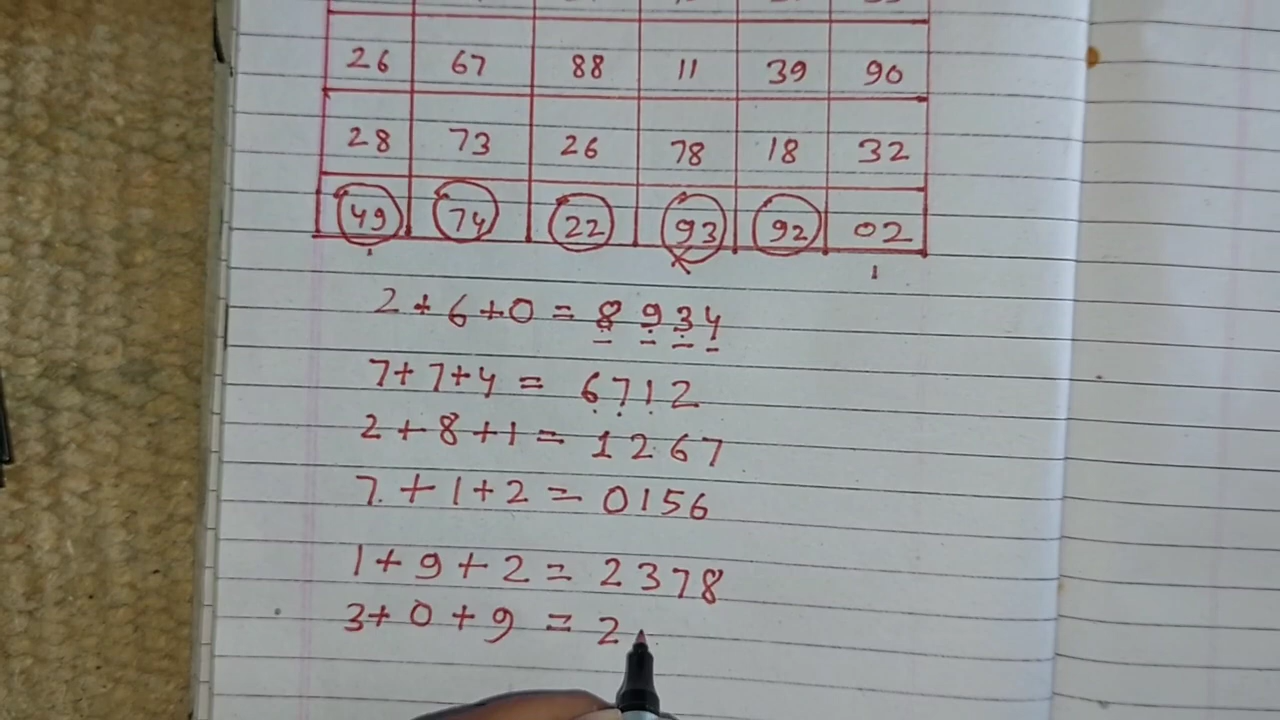 26 67 88 11 39 90
28 73 26 78 18 32
49 74 22 93 92 02
2+6+0=8934
7+7+4=6712
2+8+1=1267
7+1+2=0156
1+9+2=2378
3+0+9=2